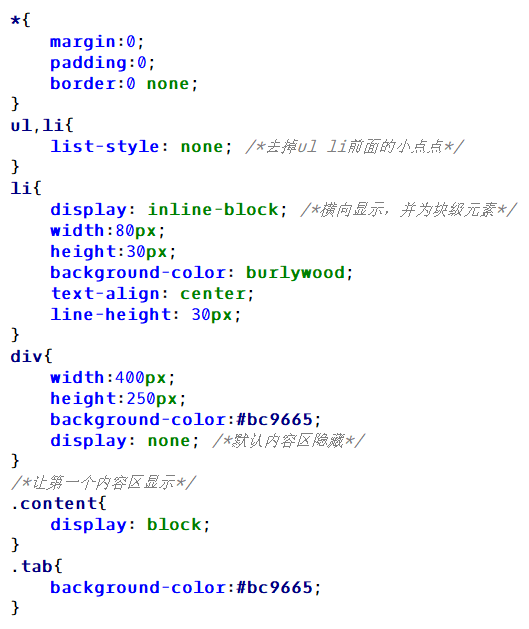 *{
    margin:0;
    padding:0;
    border:0 none;
}
ul,li{
    list-style: none; /*去掉ul li前面的小点点*/
}
li{
    display: inline-block; /*横向显示，并为块级元素*/
    width:80px;
    height:30px;
    background-color: burlywood;
    text-align: center;
    line-height: 30px;
}
div{
    width:400px;
    height:250px;
    background-color:#bc9665;
    display: none; /*默认内容区隐藏*/
}
/*让第一个内容区显示*/
.content{
    display: block;
}
.tab{
    background-color:#bc9665;
}